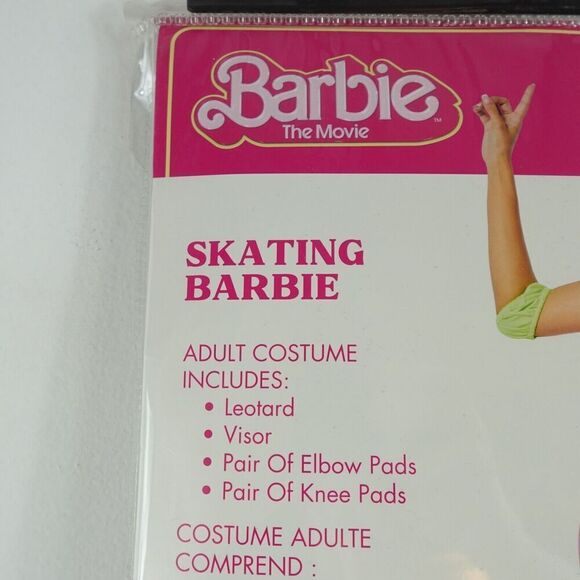 Barbie™
The Movie
SKATING
BARBIE
ADULT COSTUME
INCLUDES:
• Leotard
• Visor
• Pair Of Elbow Pads
• Pair Of Knee Pads
COSTUME ADULTE
COMPREND :